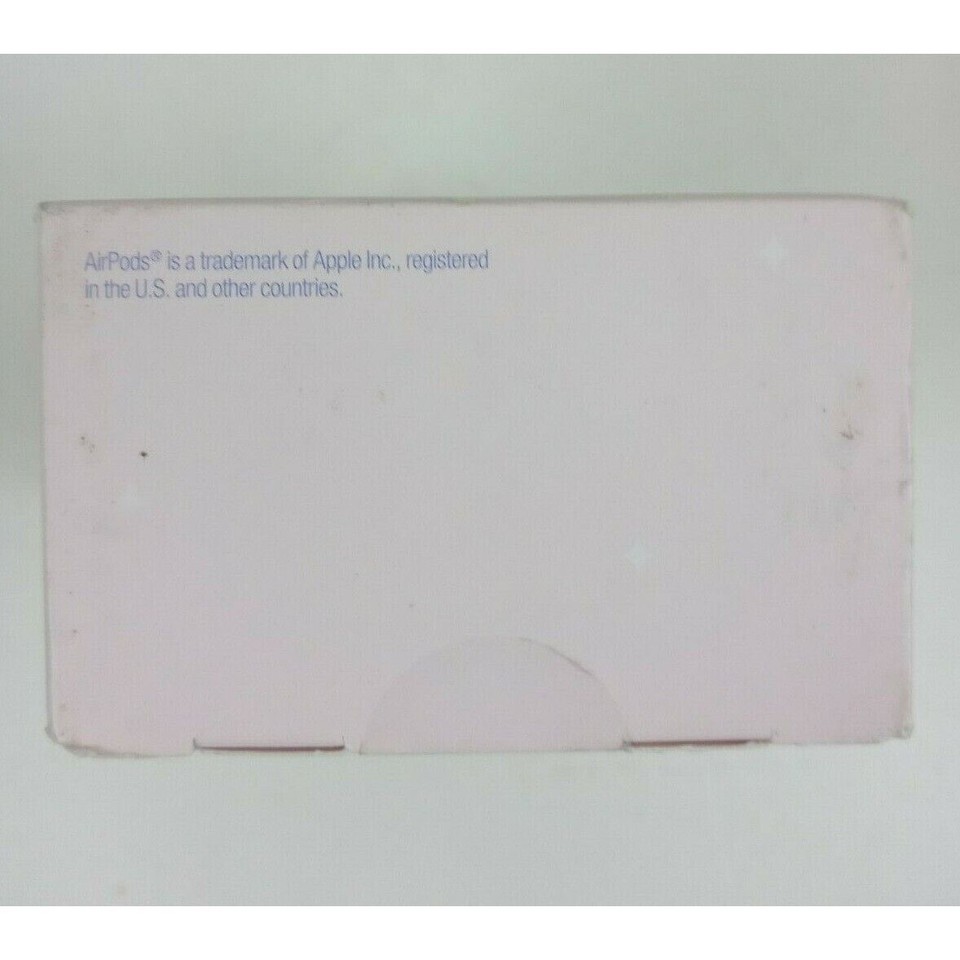 AirPods® is a trademark of Apple Inc., registered
in the U.S. and other countries.